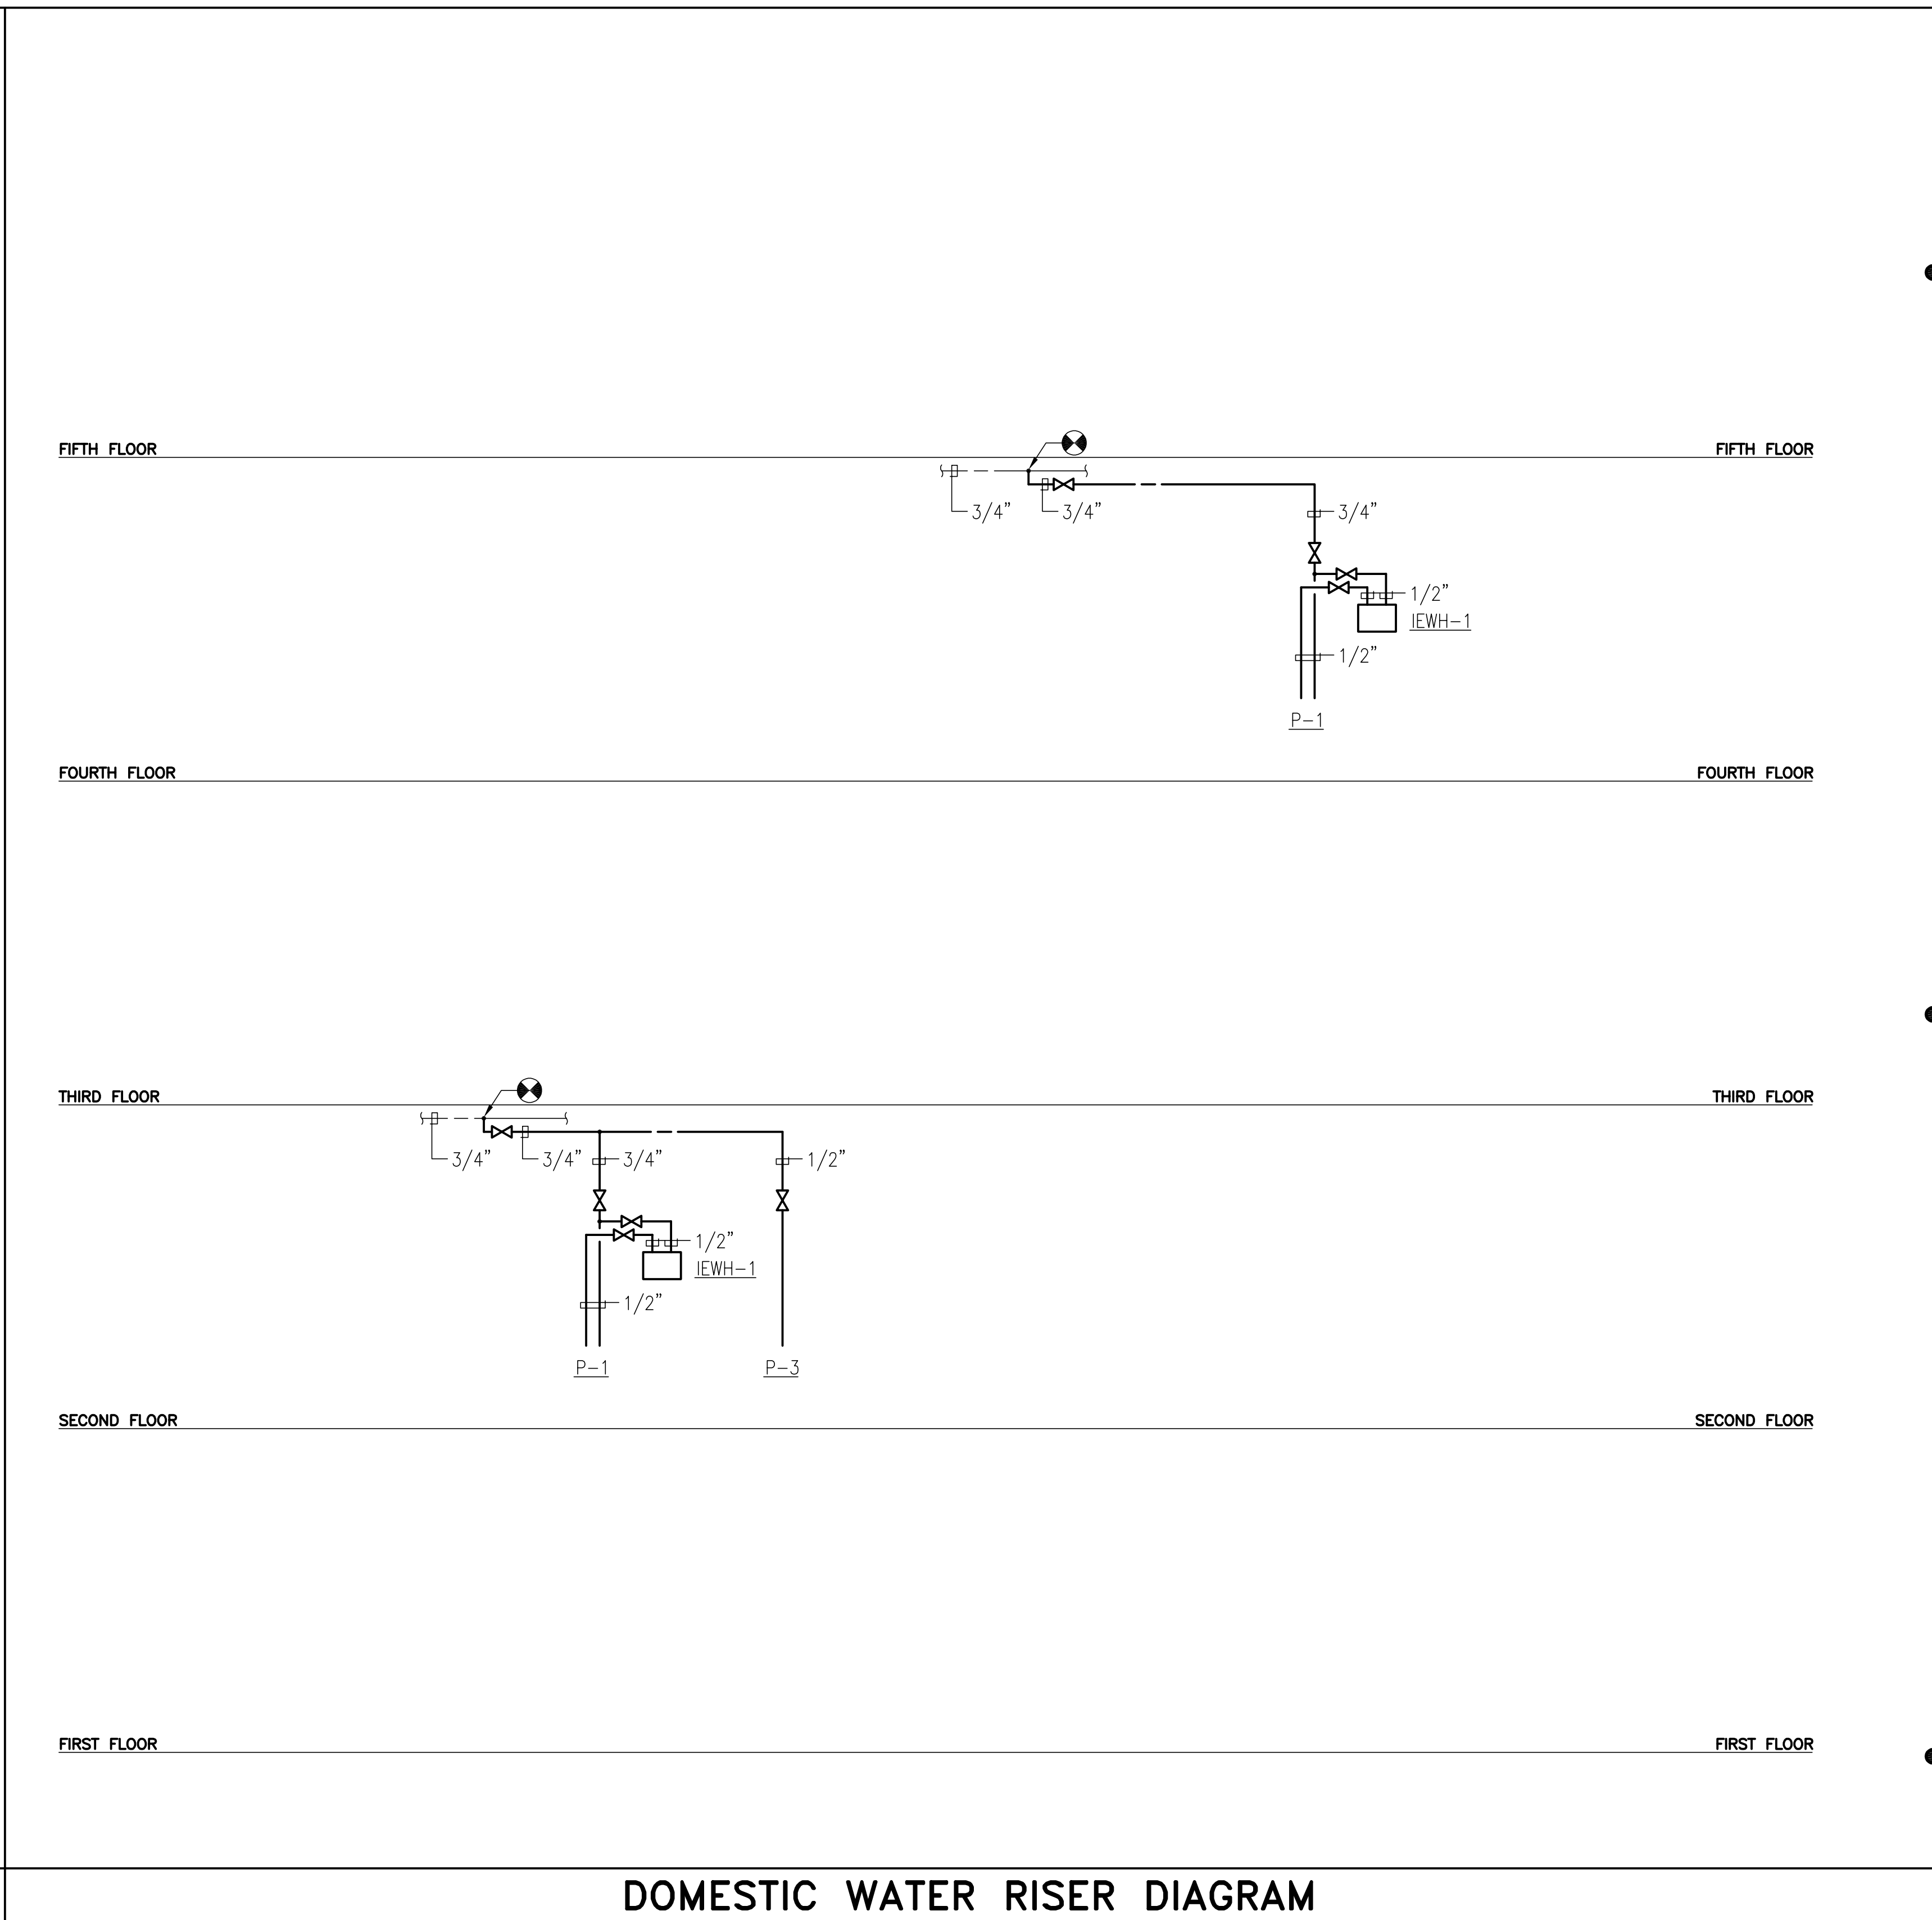 FIFTH FLOOR FIFTH FLOOR
3/4" 3/4" 3/4"
1/2"
IEWH-1
1/2"
P-1
FOURTH FLOOR FOURTH FLOOR
THIRD FLOOR THIRD FLOOR
3/4" 3/4" 3/4" 1/2"
1/2"
IEWH-1
1/2"
P-1 P-3
SECOND FLOOR SECOND FLOOR
FIRST FLOOR FIRST FLOOR
DOMESTIC WATER RISER DIAGRAM